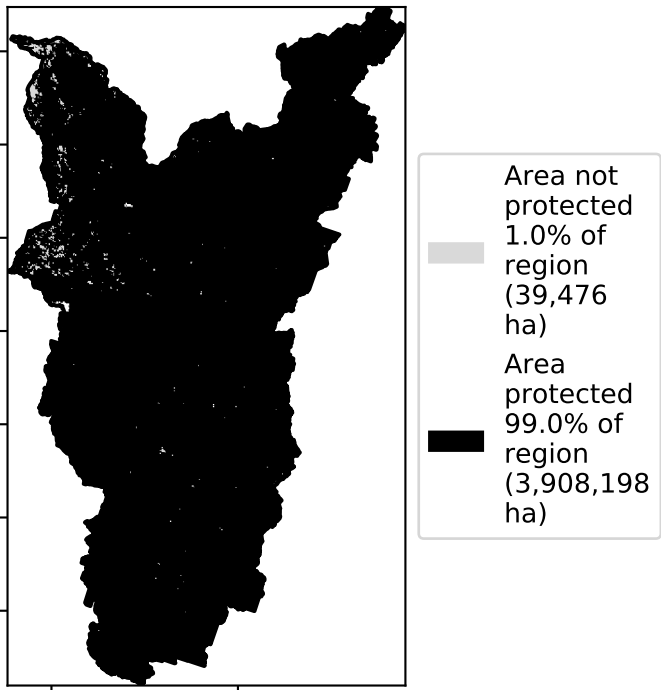 Area not
protected
1.0% of
region
(39,476
ha)
Area
protected
99.0% of
region
(3,908,198
ha)